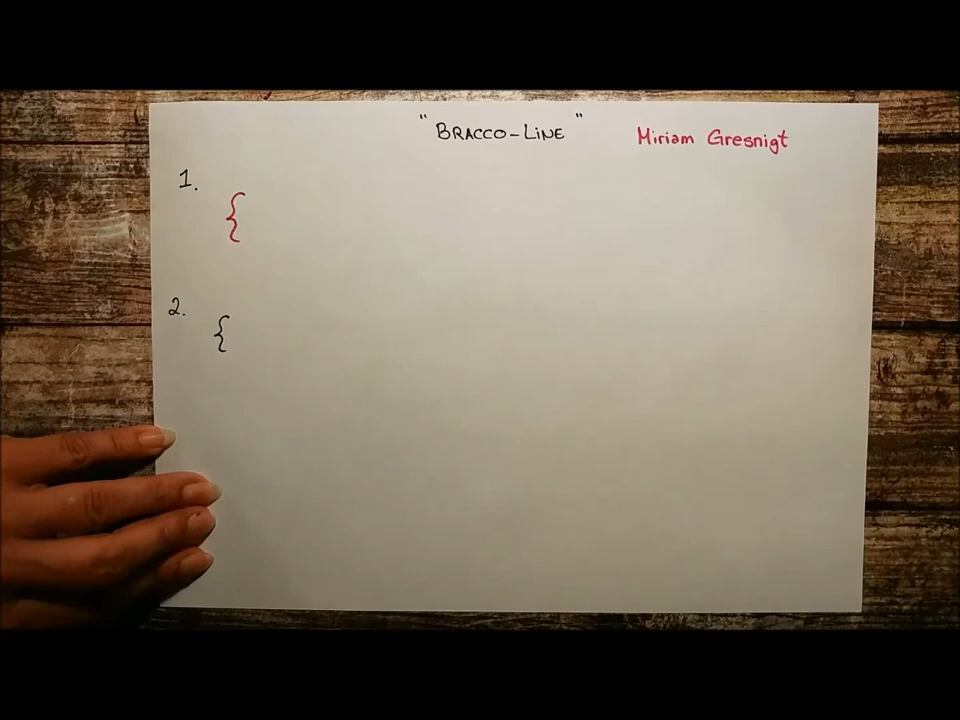 "BRACCO-LINE"
Miriam Gresnigt
1.
{
2.
{